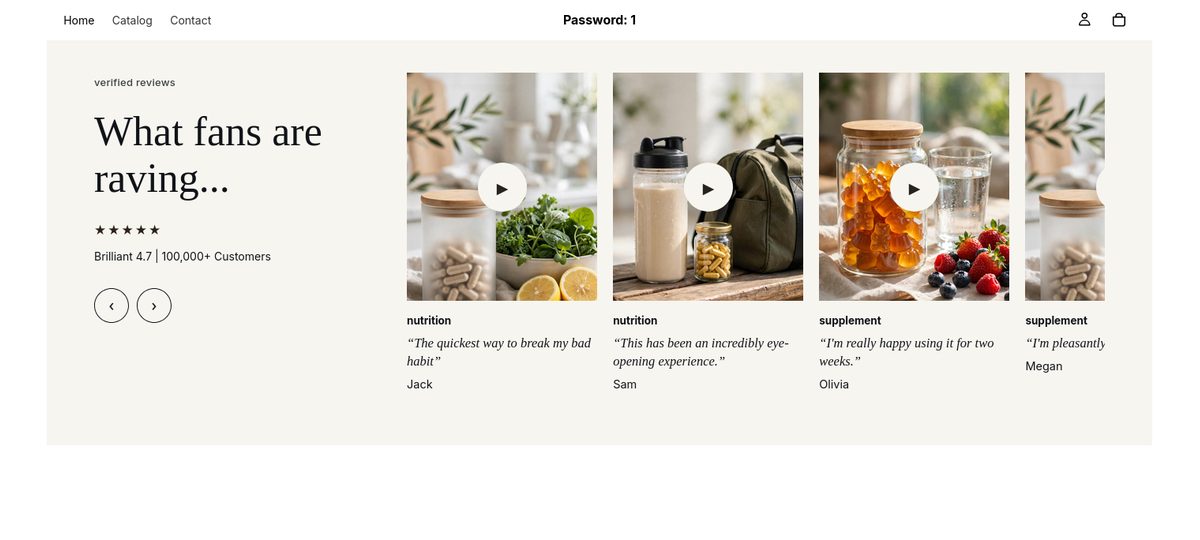 Home Catalog Contact
Password: 1
verified reviews
What fans are
raving...
★★★★★
Brilliant 4.7 | 100,000+ Customers
nutrition
“The quickest way to break my bad
habit”
Jack
nutrition
“This has been an incredibly eye-
opening experience.”
Sam
supplement
“I'm really happy using it for two
weeks.”
Olivia
supplement
“I'm pleasantly
Megan